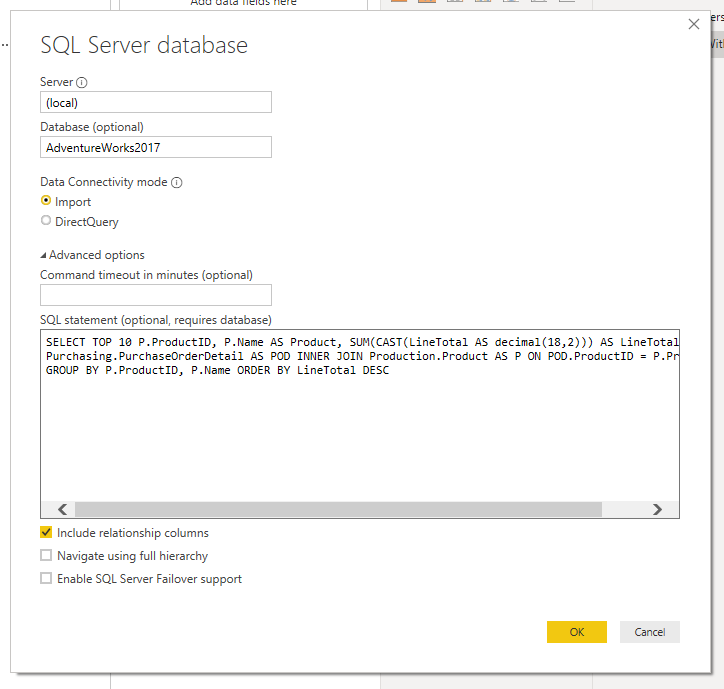 Add data fields here
SQL Server database
Server
(local)
Database (optional)
AdventureWorks2017
Data Connectivity mode
Import
DirectQuery
Advanced options
Command timeout in minutes (optional)
SQL statement (optional, requires database)
SELECT TOP 10 P.ProductID, P.Name AS Product, SUM(CAST(LineTotal AS decimal(18,2))) AS LineTotal
Purchasing.PurchaseOrderDetail AS POD INNER JOIN Production.Product AS P ON POD.ProductID = P.Pr
GROUP BY P.ProductID, P.Name ORDER BY LineTotal DESC
Include relationship columns
Navigate using full hierarchy
Enable SQL Server Failover support
OK Cancel